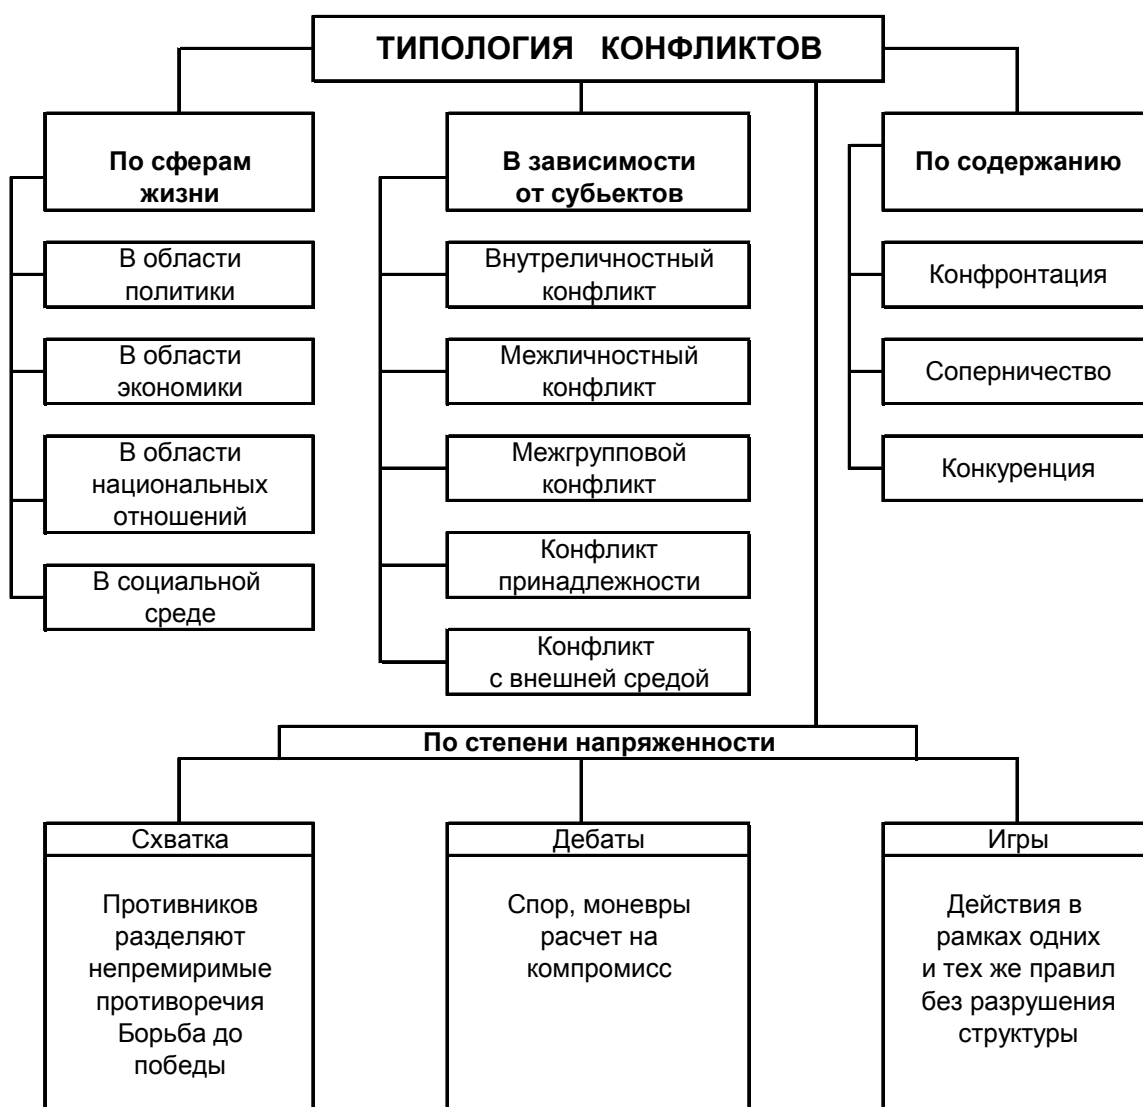 ТИПОЛОГИЯ КОНФЛИКТОВ
По сферам
жизни
В области
политики
В области
экономики
В области
национальных
отношений
В социальной
среде
В зависимости
от субьектов
Внутреличностный
конфликт
Межличностный
конфликт
Межгрупповой
конфликт
Конфликт
принадлежности
Конфликт
с внешней средой
По содержанию
Конфронтация
Соперничество
Конкуренция
По степени напряженности
Схватка
Противников
разделяют
непремиримые
противоречия
Борьба до
победы
Дебаты
Спор, моневры
расчет на
компромисс
Игры
Действия в
рамках одних
и тех же правил
без разрушения
структуры